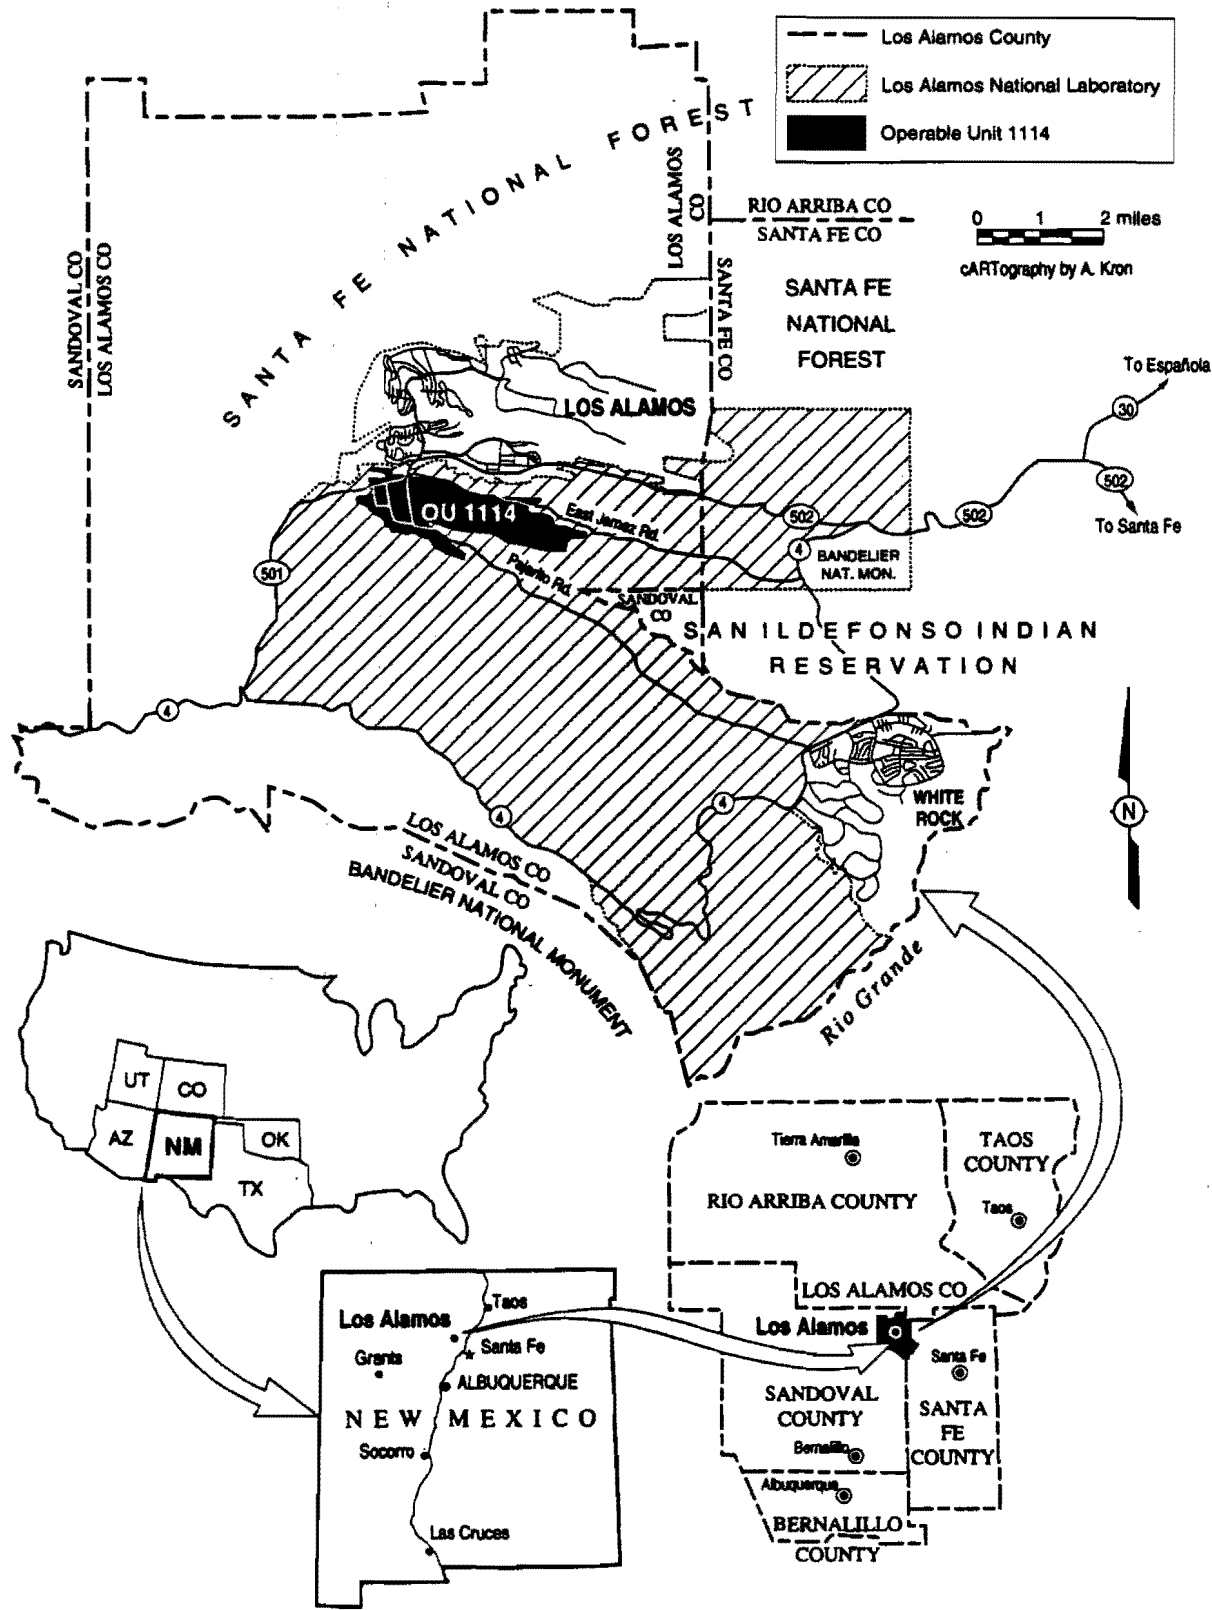 Los Alamos County
Los Alamos National Laboratory
Operable Unit 1114
SANTA FE NATIONAL FOREST
LOS ALAMOS
CO
RIO ARRIBA CO
SANTA FE CO
0 1 2 miles
cARTography by A. Kron
SANDOVAL CO
LOS ALAMOS CO
SANTA FE CO
SANTA FE
NATIONAL
FOREST
To Española
30
LOS ALAMOS
502
To Santa Fe
OU 1114
East Jemez Rd.
502
502
4
BANDELIER
NAT. MON.
501
Pajarito Rd.
SANDOVAL
CO
SAN ILDEFONSO INDIAN
RESERVATION
4
WHITE
ROCK
4
4
N
LOS ALAMOS CO
SANDOVAL CO
BANDELIER NATIONAL MONUMENT
Rio Grande
UT
CO
AZ
NM
OK
TX
Tierra Amarilla
TAOS
COUNTY
RIO ARRIBA COUNTY
Taos
LOS ALAMOS CO
Los Alamos
Santa Fe
SANDOVAL
COUNTY
SANTA
FE
COUNTY
Bernalillo
Albuquerque
BERNALILLO
COUNTY
Taos
Los Alamos
Santa Fe
Grants
ALBUQUERQUE
NEW MEXICO
Socorro
Las Cruces